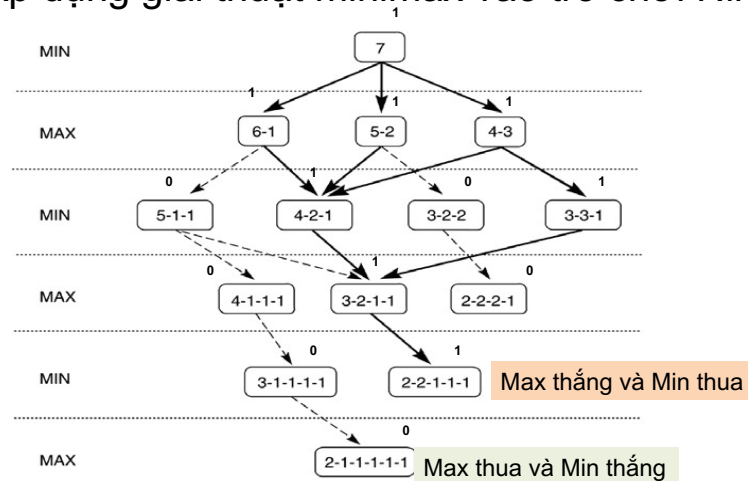 1
MIN 7
1 1 1
MAX 6-1 5-2 4-3
0 1 0 1
MIN 5-1-1 4-2-1 3-2-2 3-3-1
0 1 0
MAX 4-1-1-1 3-2-1-1 2-2-2-1
0 1
MIN 3-1-1-1-1 2-2-1-1-1 Max thắng và Min thua
0
MAX 2-1-1-1-1-1 Max thua và Min thắng